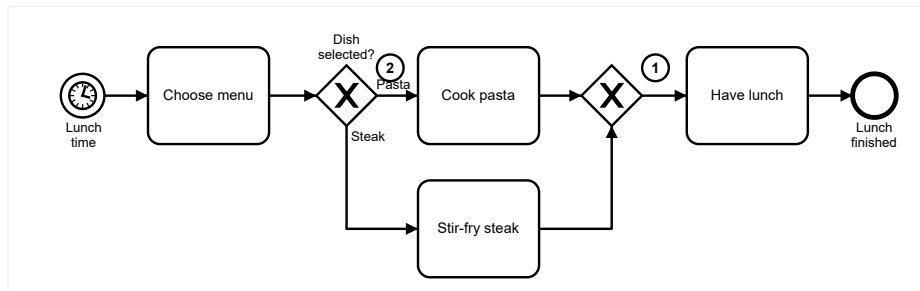 Dish
selected?
2
1
Choose menu
Pasta
Cook pasta
Have lunch
Lunch
time
Steak
Lunch
finished
Stir-fry steak